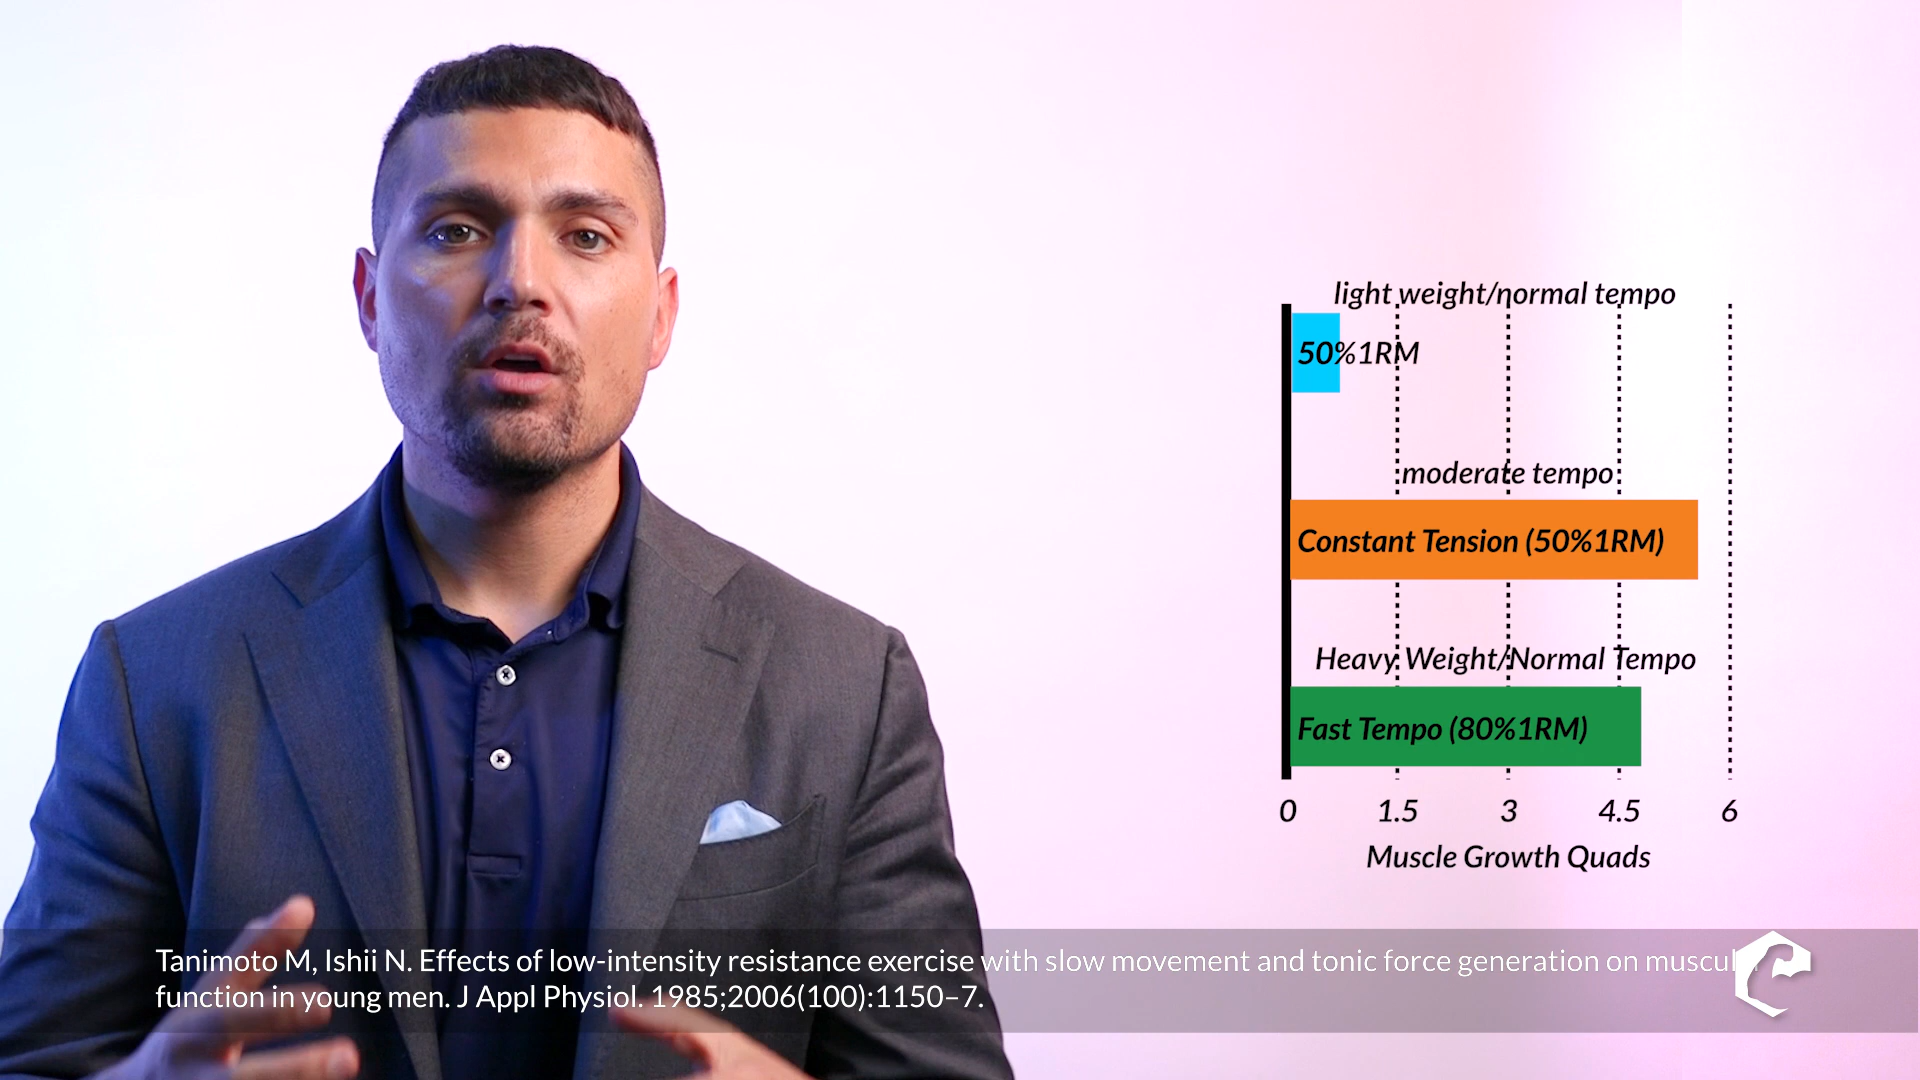 light weight/normal tempo
50%1RM
moderate tempo
Constant Tension (50%1RM)
Heavy Weight/Normal Tempo
Fast Tempo (80%1RM)
0 1.5 3 4.5 6
Muscle Growth Quads
Tanimoto M, Ishii N. Effects of low-intensity resistance exercise with slow movement and tonic force generation on
function in young men. J Appl Physiol. 1985;2006(100):1150–7.